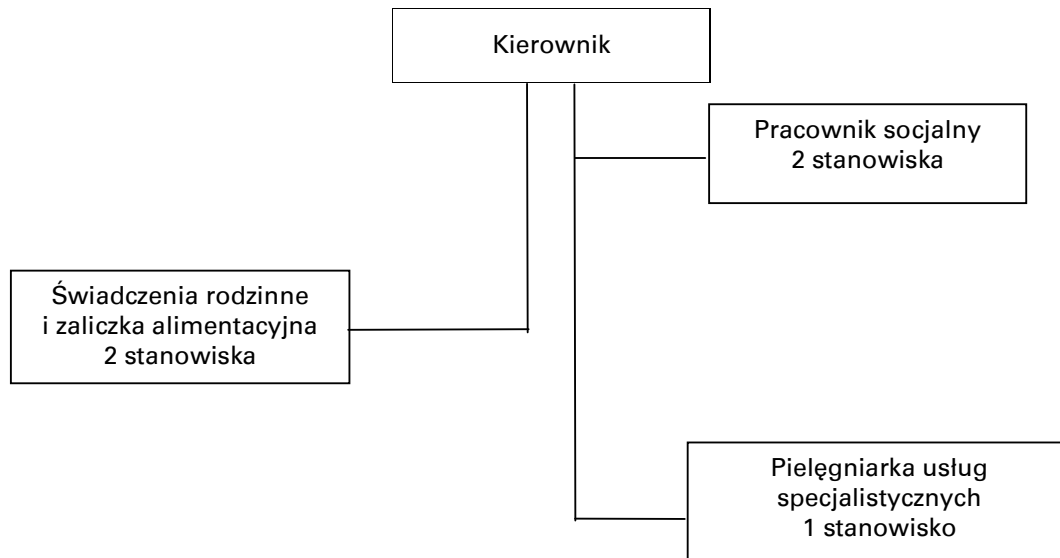 Kierownik
Pracownik socjalny
2 stanowiska
Świadczenia rodzinne
i zaliczka alimentacyjna
2 stanowiska
Pielęgniarka usług
specjalistycznych
1 stanowisko